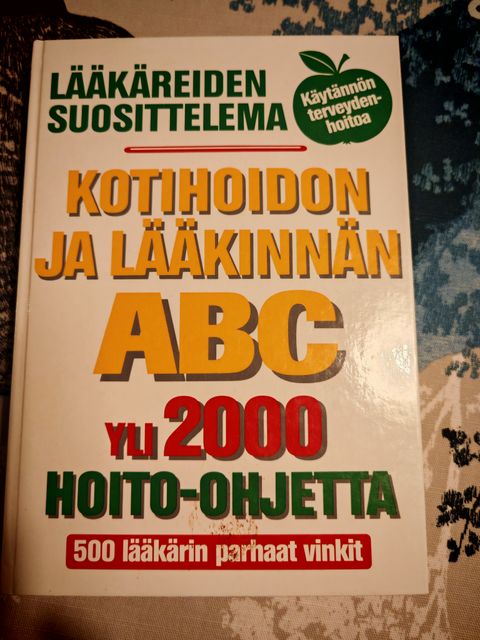 LÄÄKÄREIDEN
SUOSITTELEMA
Käytännön
terveyden-
hoitoa
KOTIHOIDON
JA LÄÄKINNÄN
ABC
YLI 2000
HOITO-OHJETTA
500 lääkärin parhaat vinkit